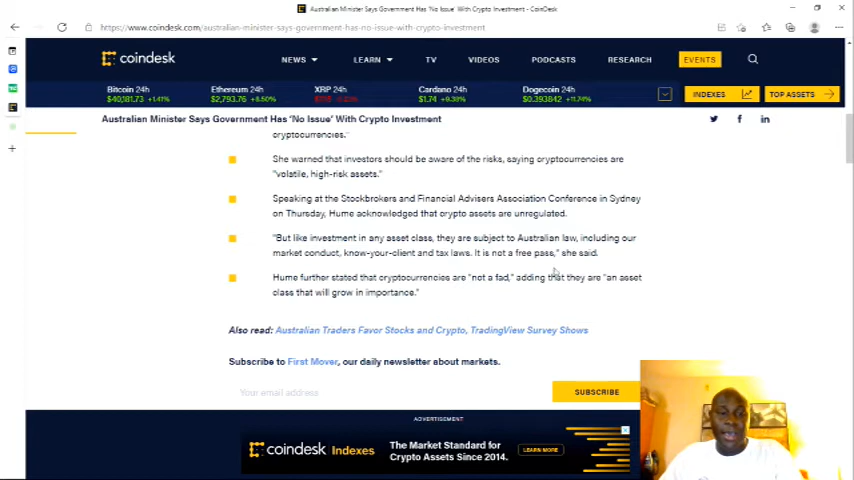 Australian Minister Says Government Has 'No Issue' With Crypto Investment - CoinDesk
https://www.coindesk.com/australian-minister-says-government-has-no-issue-with-crypto-investment
coindesk
NEWS LEARN TV VIDEOS PODCASTS RESEARCH EVENTS
Bitcoin 24h Ethereum 24h XRP 24h Cardano 24h Dogecoin 24h
$40,181.73 +1.41% $2,793.76 +8.50% $1.74 +9.38% $0.393842 +11.74% INDEXES TOP ASSETS
Australian Minister Says Government Has 'No Issue' With Crypto Investment
cryptocurrencies."
She warned that investors should be aware of the risks, saying cryptocurrencies are
"volatile, high-risk assets."
Speaking at the Stockbrokers and Financial Advisers Association Conference in Sydney
on Thursday, Hume acknowledged that crypto assets are unregulated.
"But like investment in any asset class, they are subject to Australian law, including our
market conduct, know-your-client and tax laws. It is not a free pass," she said.
Hume further stated that cryptocurrencies are "not a fad," adding that they are "an asset
class that will grow in importance."
Also read: Australian Traders Favor Stocks and Crypto, TradingView Survey Shows
Subscribe to First Mover, our daily newsletter about markets.
Your email address SUBSCRIBE
ADVERTISEMENT
coindesk Indexes The Market Standard for LEARN MORE
Crypto Assets Since 2014.